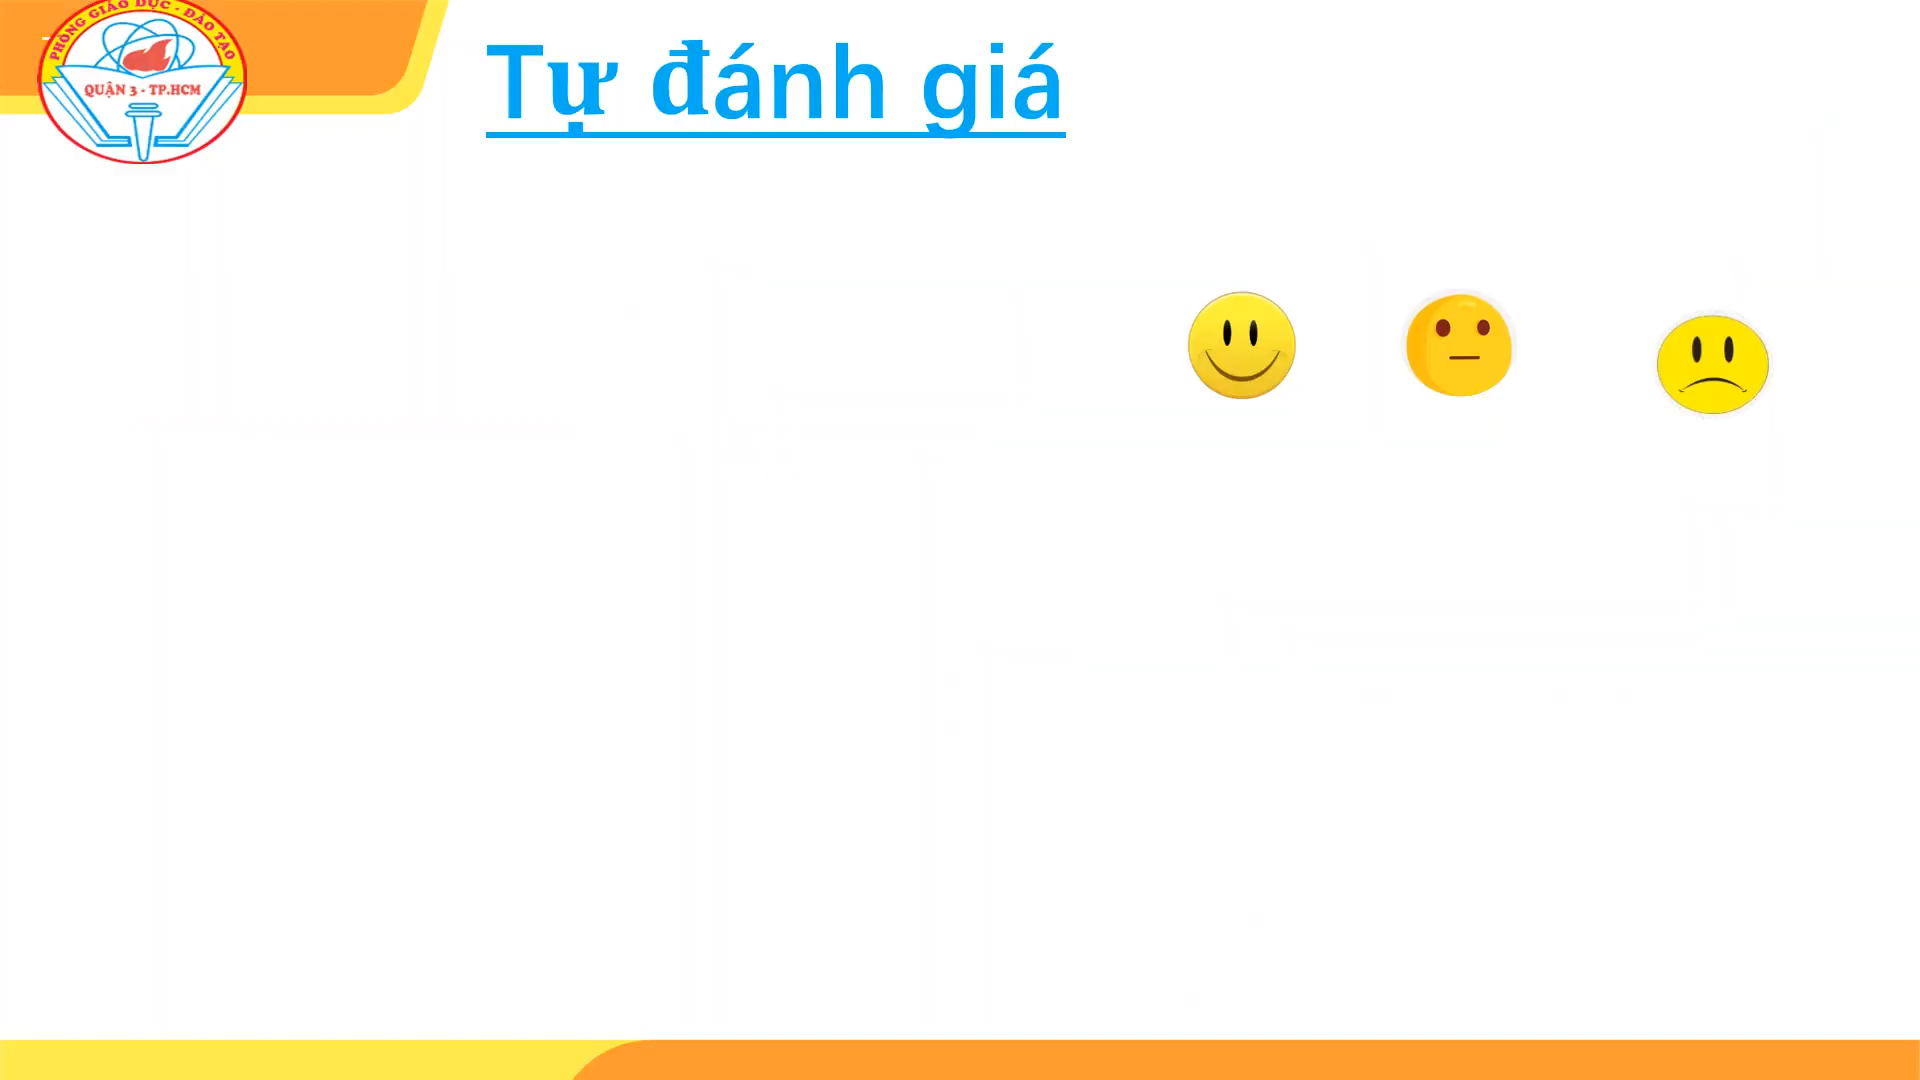 PHÒNG GIÁO DỤC - ĐÀO TẠO
QUẬN 3 - TP.HCM
Tự đánh giá